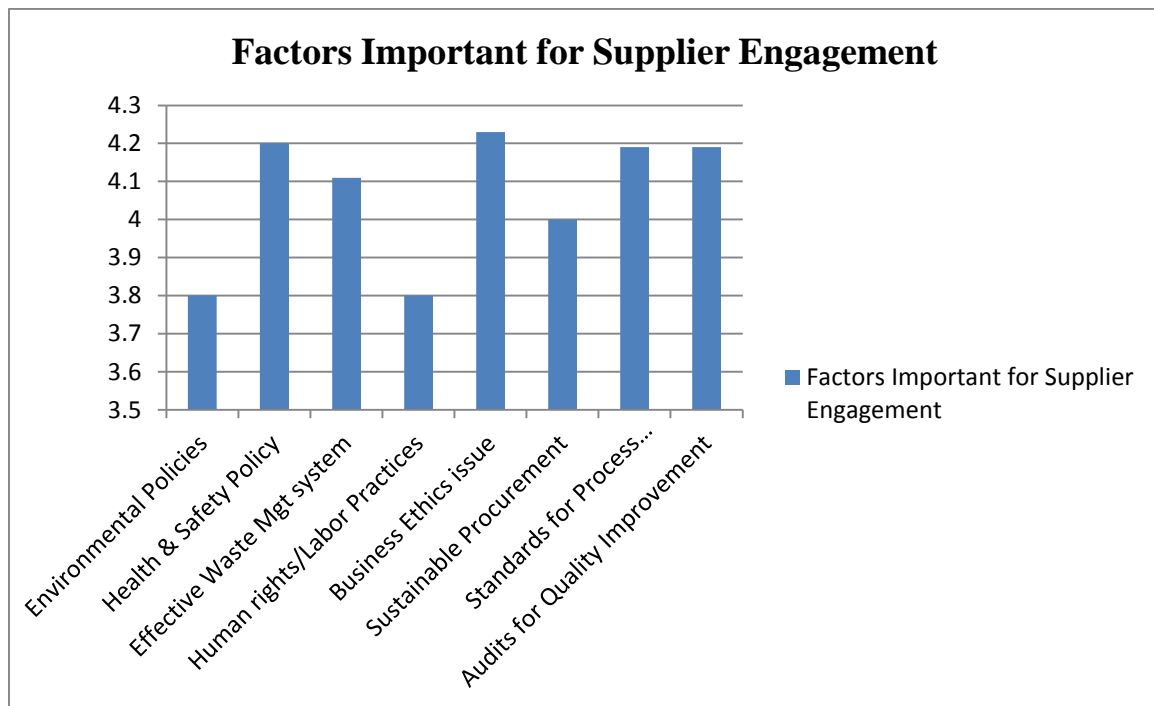 Factors Important for Supplier Engagement
4.3
4.2
4.1
4
3.9
3.8
3.7
3.6
3.5
Environmental Policies
Health & Safety Policy
Effective Waste Mgt system
Human rights/Labor Practices
Business Ethics issue
Sustainable Procurement
Standards for Process...
Audits for Quality Improvement
Factors Important for Supplier
Engagement